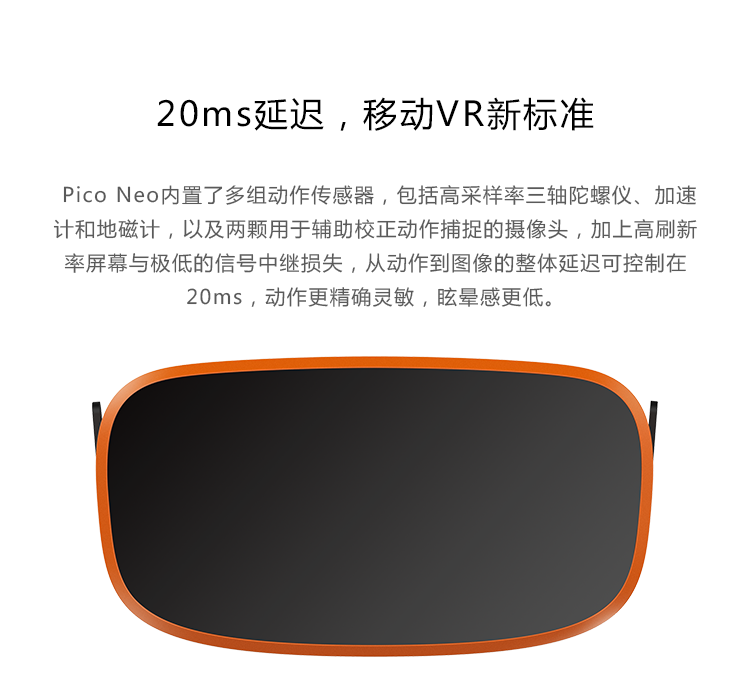 20ms延迟，移动VR新标准
Pico Neo内置了多组动作传感器，包括高采样率三轴陀螺仪、加速
计和地磁计，以及两颗用于辅助校正动作捕捉的摄像头，加上高刷新
率屏幕与极低的信号中继损失，从动作到图像的整体延迟可控制在
20ms，动作更精确灵敏，眩晕感更低。